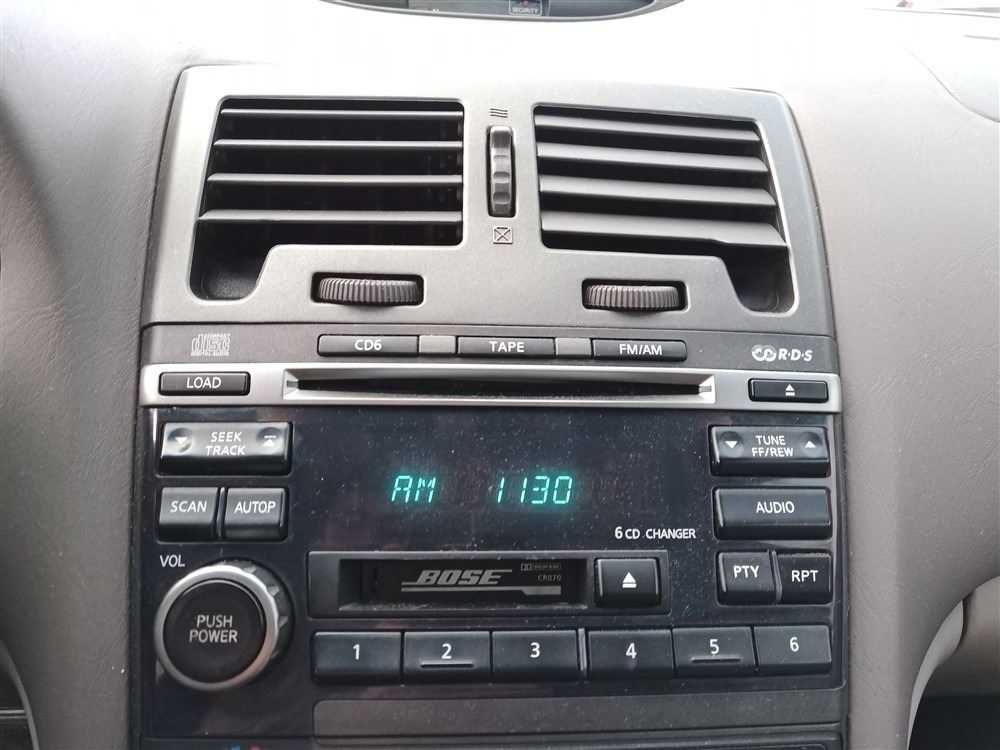 SECURITY
COMPACT
disc
DIGITAL AUDIO
CD6 TAPE FM/AM
R·D·S
LOAD
SEEK
TRACK
TUNE
FF/REW
AM 1130
SCAN AUTOP
AUDIO
6 CD CHANGER
VOL
BOSE
CR070
PTY RPT
PUSH
POWER
1 2 3 4 5 6